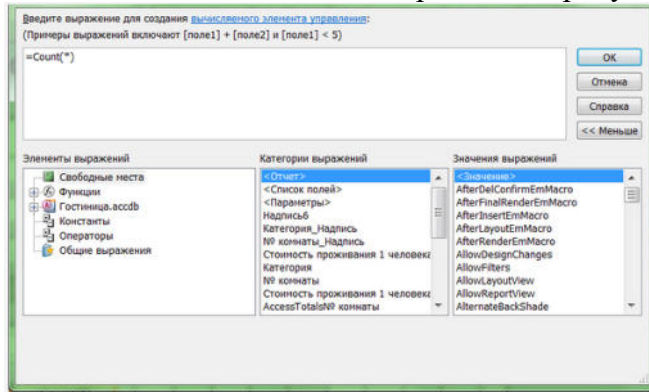 Введите выражение для создания вычисляемого элемента управления:
(Примеры выражений включают [поле1] + [поле2] и [поле1] < 5)
=Count(*)
OK
Отмена
Справка
<< Меньше
Элементы выражений
Свободные места
Функции
Гостиница.accdb
Константы
Операторы
Общие выражения
Категории выражений
<Отчет>
<Список полей>
<Параметры>
Надпись6
Категория_Надпись
№ комнаты_Надпись
Стоимость проживания 1 человека
Категория
№ комнаты
Стоимость проживания 1 человека
AccessTotals№ комнаты
Значения выражений
<Значение>
AfterDelConfirmEmMacro
AfterFinalRenderEmMacro
AfterInsertEmMacro
AfterLayoutEmMacro
AfterRenderEmMacro
AllowDesignChanges
AllowFilters
AllowLayoutView
AllowReportView
AlternateBackShade